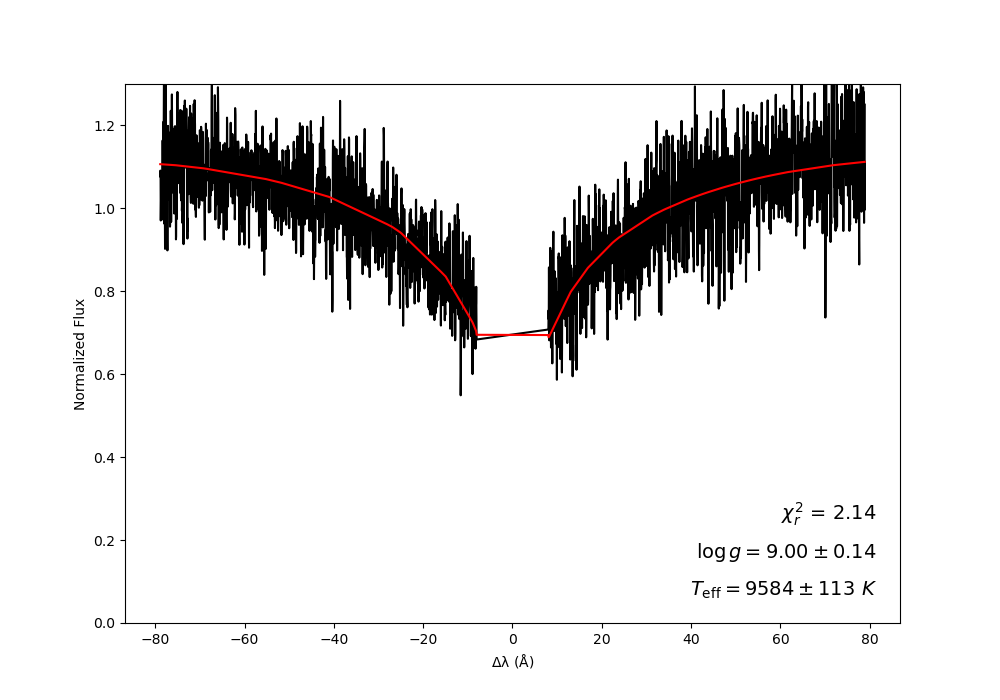 1.2
1.0
0.8
0.6
0.4
0.2
0.0
Normalized Flux
χ²ᵣ = 2.14
log g = 9.00 ± 0.14
T_eff = 9584 ± 113 K
−80 −60 −40 −20 0 20 40 60 80
Δλ (Å)